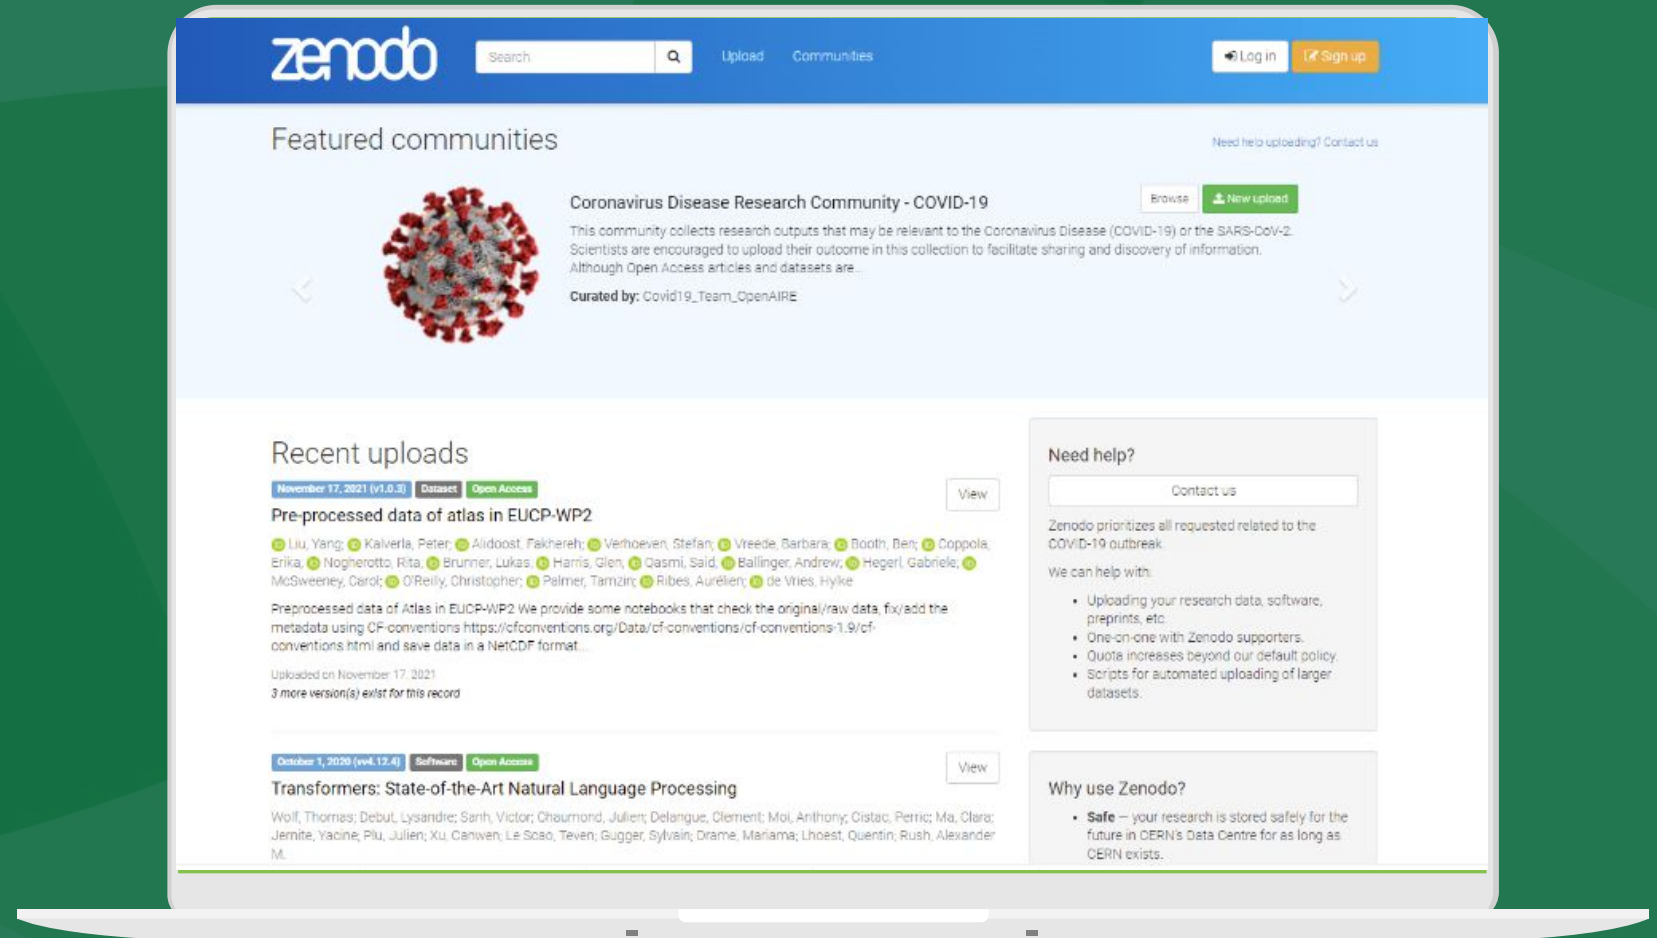 zenodo
Search
Upload
Communities
Log in
Sign up
Featured communities
Need help uploading? Contact us
Coronavirus Disease Research Community - COVID-19
Browse
New upload
This community collects research outputs that may be relevant to the Coronavirus Disease (COVID-19) or the SARS-CoV-2.
Scientists are encouraged to upload their outcome in this collection to facilitate sharing and discovery of information.
Although Open Access articles and datasets are...
Curated by: Covid19_Team_OpenAIRE
Recent uploads
November 17, 2021 (v1.0.3) Dataset Open Access
View
Pre-processed data of atlas in EUCP-WP2
Liu, Yang; Kalverla, Peter; Alidoost, Fakhereh; Verhoeven, Stefan; Vreede, Barbara; Booth, Ben; Coppola,
Erika; Nogherotto, Rita; Brunner, Lukas; Harris, Glen; Qasmi, Said; Ballinger, Andrew; Hegerl, Gabriele;
McSweeney, Carol; O'Reilly, Christopher; Palmer, Tamzin; Ribes, Aurélien; de Vries, Hylke
Preprocessed data of Atlas in EUCP-WP2 We provide some notebooks that check the original/raw data, fix/add the
metadata using CF-conventions https://cfconventions.org/Data/cf-conventions/cf-conventions-1.9/cf-
conventions.html and save data in a NetCDF format...
Uploaded on November 17, 2021
3 more version(s) exist for this record
October 1, 2020 (vv4.12.4) Software Open Access
View
Transformers: State-of-the-Art Natural Language Processing
Wolf, Thomas; Debut, Lysandre; Sanh, Victor; Chaumond, Julien; Delangue, Clement; Moi, Anthony; Cistac, Perric; Ma, Clara;
Jernite, Yacine; Plu, Julien; Xu, Canwen; Le Scao, Teven; Gugger, Sylvain; Drame, Mariama; Lhoest, Quentin; Rush, Alexander
M.
Need help?
Contact us
Zenodo prioritizes all requested related to the
COVID-19 outbreak.
We can help with:
• Uploading your research data, software,
preprints, etc.
• One-on-one with Zenodo supporters.
• Quota increases beyond our default policy.
• Scripts for automated uploading of larger
datasets.
Why use Zenodo?
• Safe — your research is stored safely for the
future in CERN's Data Centre for as long as
CERN exists.